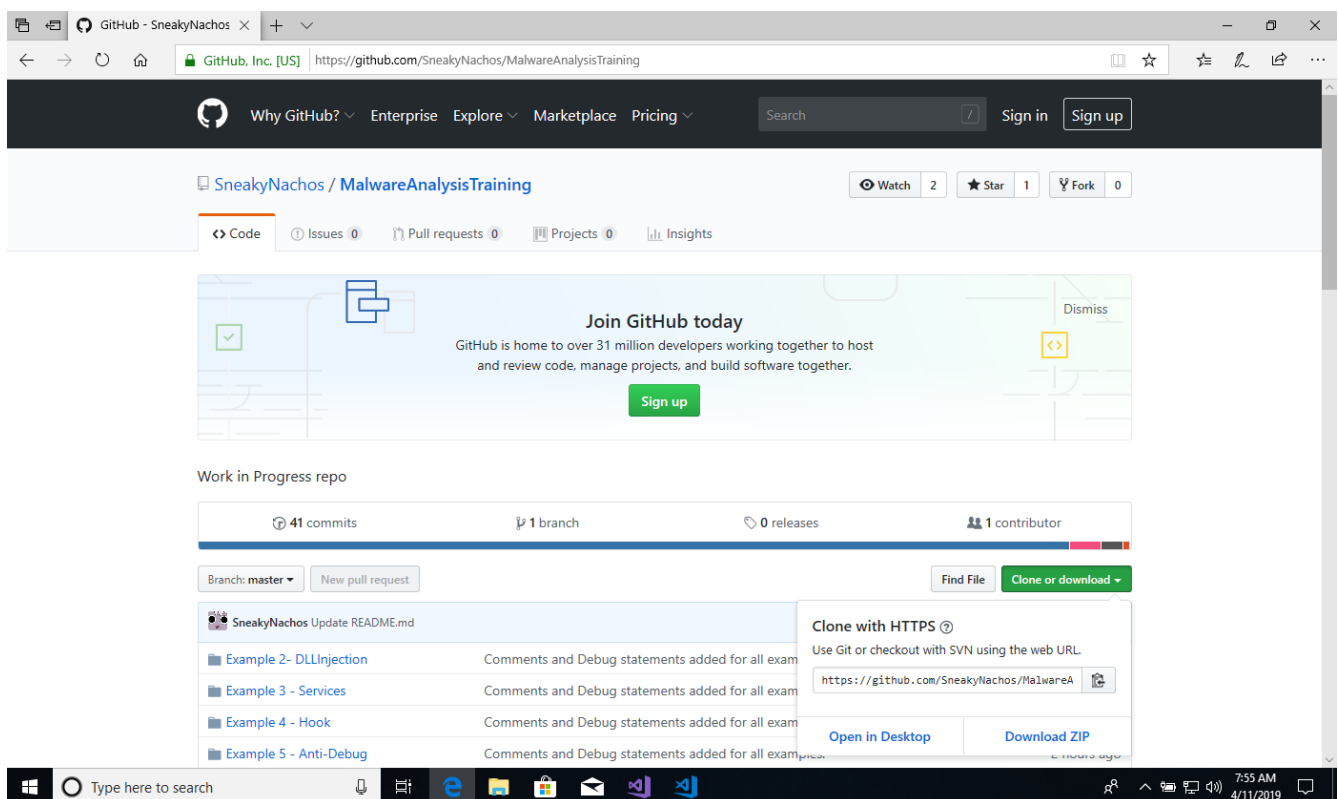 GitHub - SneakyNachos
GitHub, Inc. [US] https://github.com/SneakyNachos/MalwareAnalysisTraining
Why GitHub? Enterprise Explore Marketplace Pricing Search / Sign in Sign up
SneakyNachos / MalwareAnalysisTraining
Watch 2 Star 1 Fork 0
Code Issues 0 Pull requests 0 Projects 0 Insights
Dismiss
Join GitHub today
GitHub is home to over 31 million developers working together to host
and review code, manage projects, and build software together.
Sign up
Work in Progress repo
41 commits 1 branch 0 releases 1 contributor
Branch: master New pull request Find File Clone or download
SneakyNachos Update README.md
Example 2- DLLInjection Comments and Debug statements added for all exam
Example 3 - Services Comments and Debug statements added for all exam
Example 4 - Hook Comments and Debug statements added for all exam
Example 5 - Anti-Debug Comments and Debug statements added for all examples. 2 hours ago
Clone with HTTPS ?
Use Git or checkout with SVN using the web URL.
https://github.com/SneakyNachos/MalwareA
Open in Desktop Download ZIP
Type here to search
7:55 AM
4/11/2019